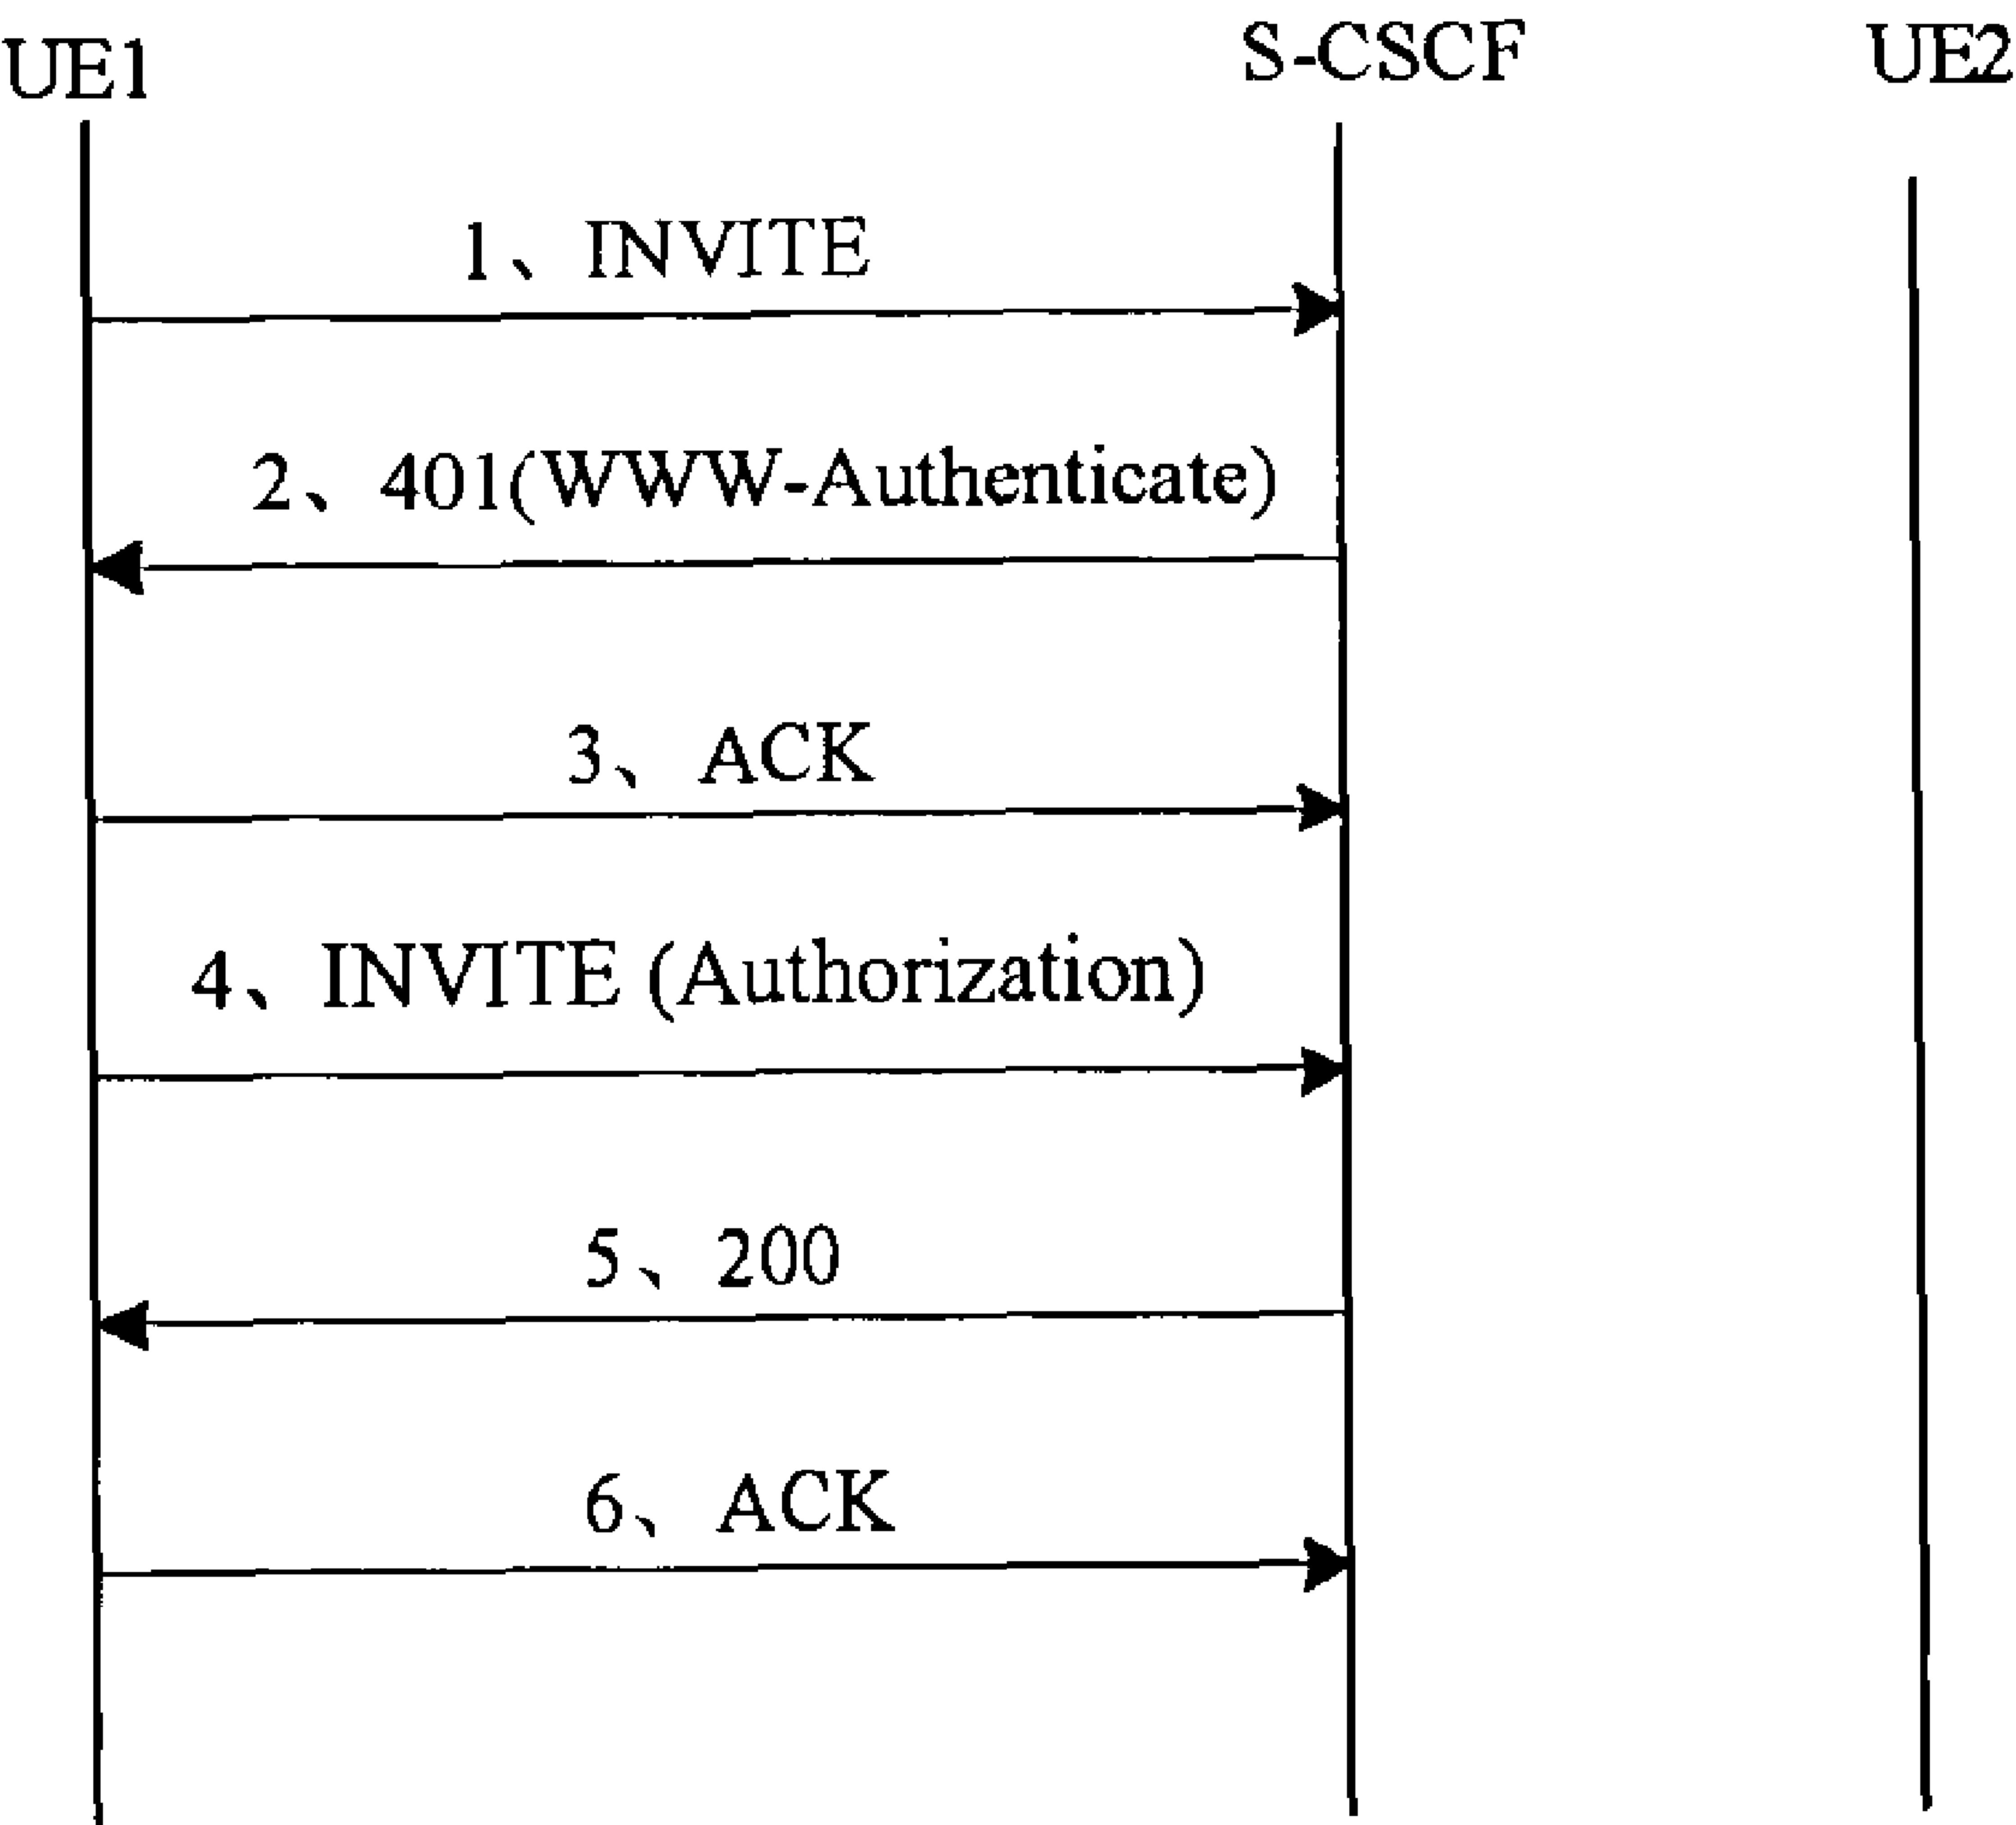 UE1 S-CSCF UE2
1、INVITE
2、401(WWW-Authenticate)
3、ACK
4、INVITE (Authorization)
5、200
6、ACK